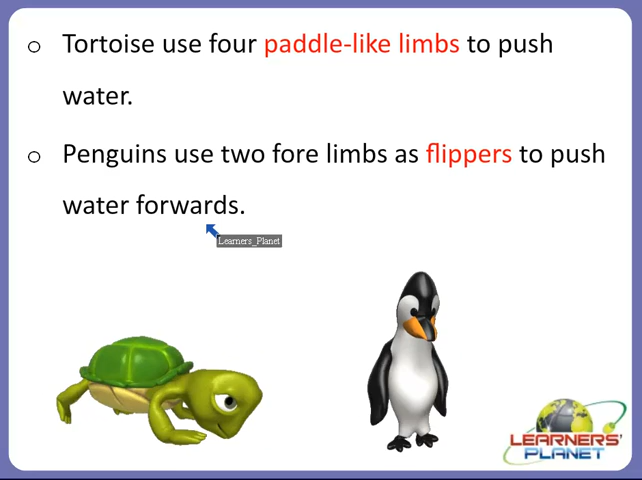 o Tortoise use four paddle-like limbs to push
water.
o Penguins use two fore limbs as flippers to push
water forwards.
Learners_Planet
LEARNERS'
PLANET